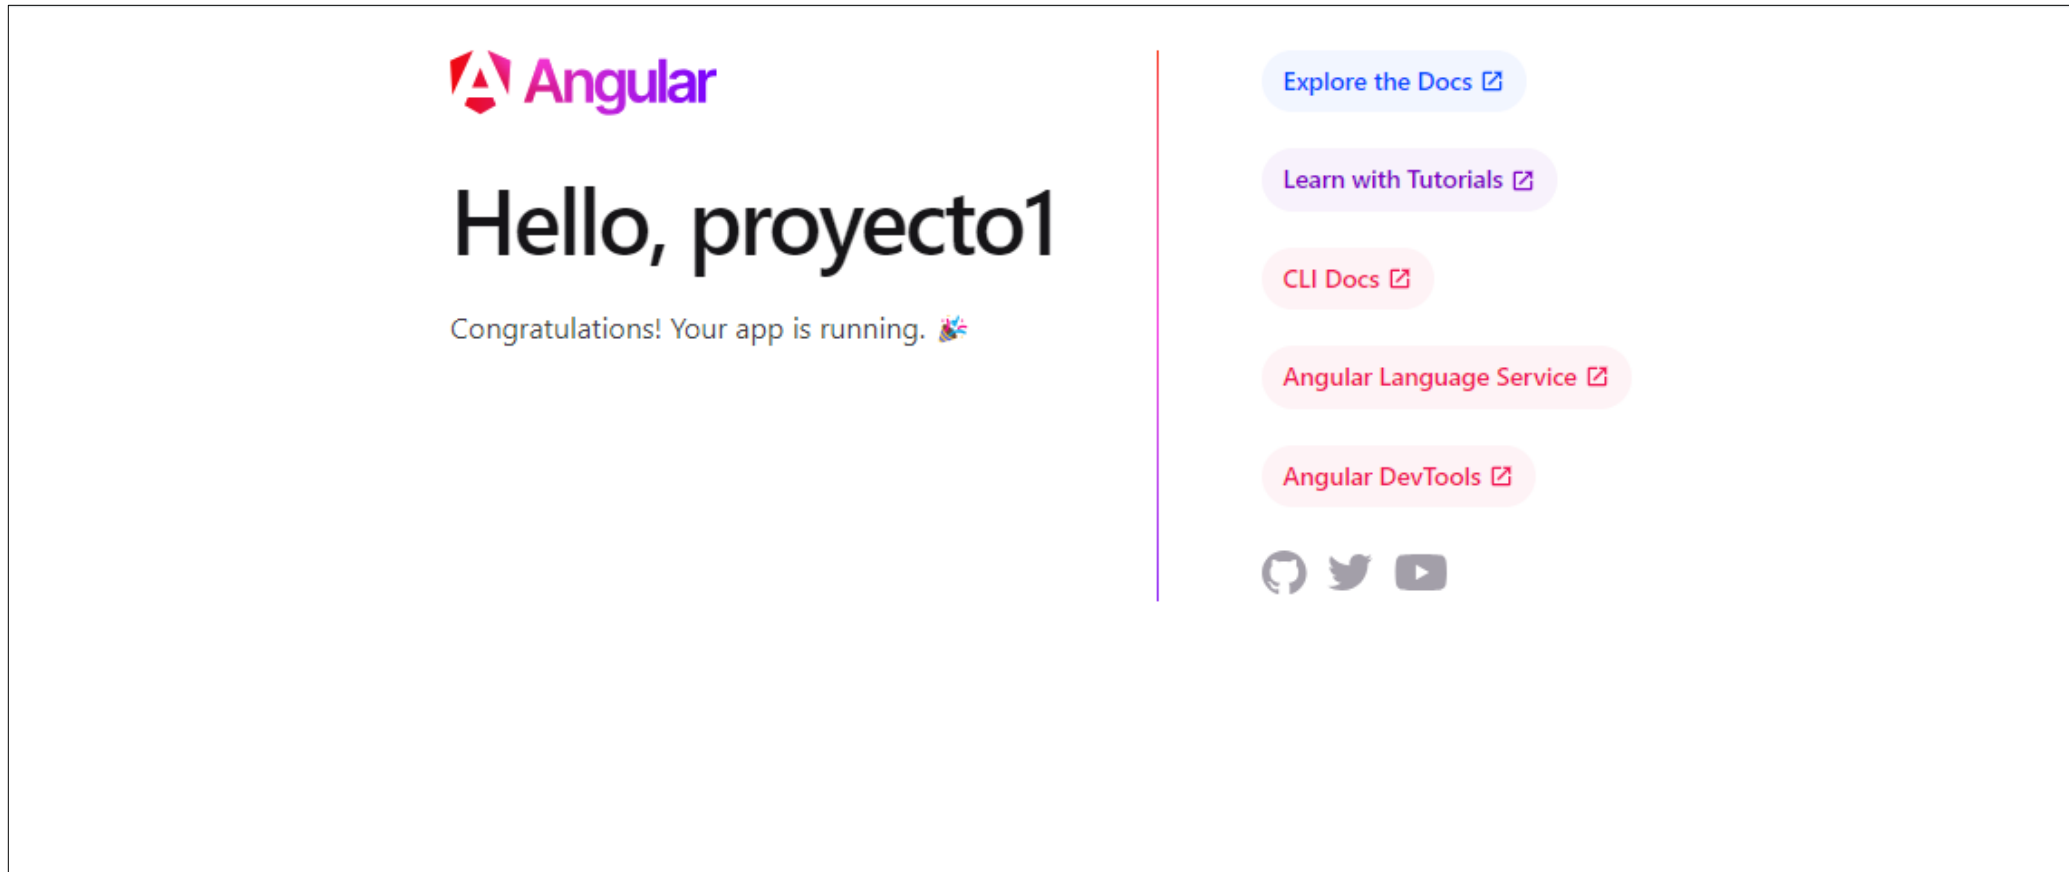 Angular
Hello, proyecto1
Congratulations! Your app is running. 🎉
Explore the Docs
Learn with Tutorials
CLI Docs
Angular Language Service
Angular DevTools